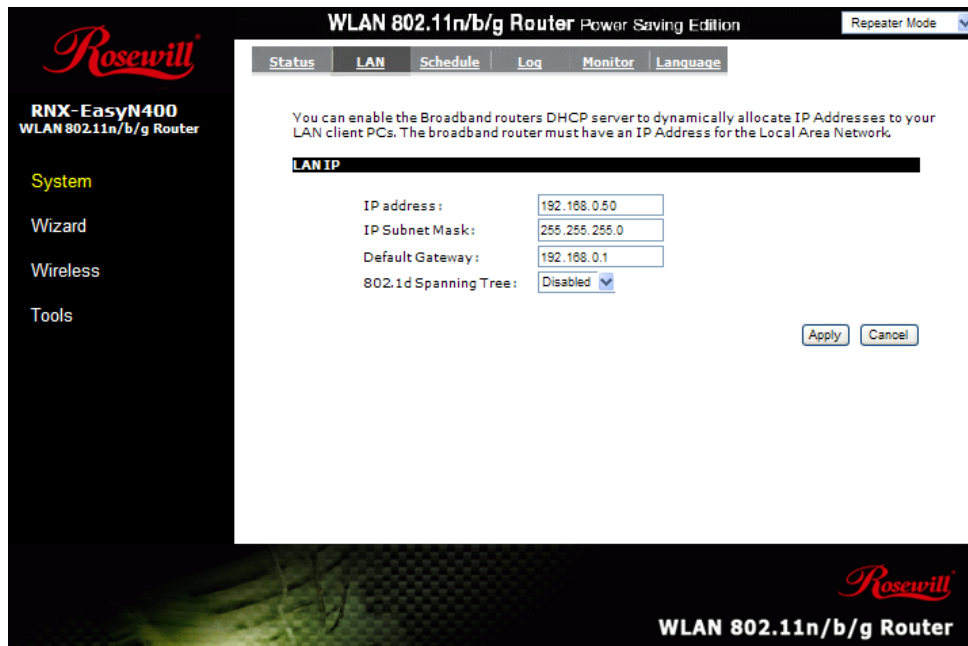 WLAN 802.11n/b/g Router Power Saving Edition
Repeater Mode
Rosewill
Status LAN Schedule Log Monitor Language
RNX-EasyN400
WLAN 802.11n/b/g Router
You can enable the Broadband routers DHCP server to dynamically allocate IP Addresses to your
LAN client PCs. The broadband router must have an IP Address for the Local Area Network.
LAN IP
System
Wizard
Wireless
Tools
IP address: 192.168.0.50
IP Subnet Mask: 255.255.255.0
Default Gateway: 192.168.0.1
802.1d Spanning Tree: Disabled
Apply Cancel
Rosewill
WLAN 802.11n/b/g Router